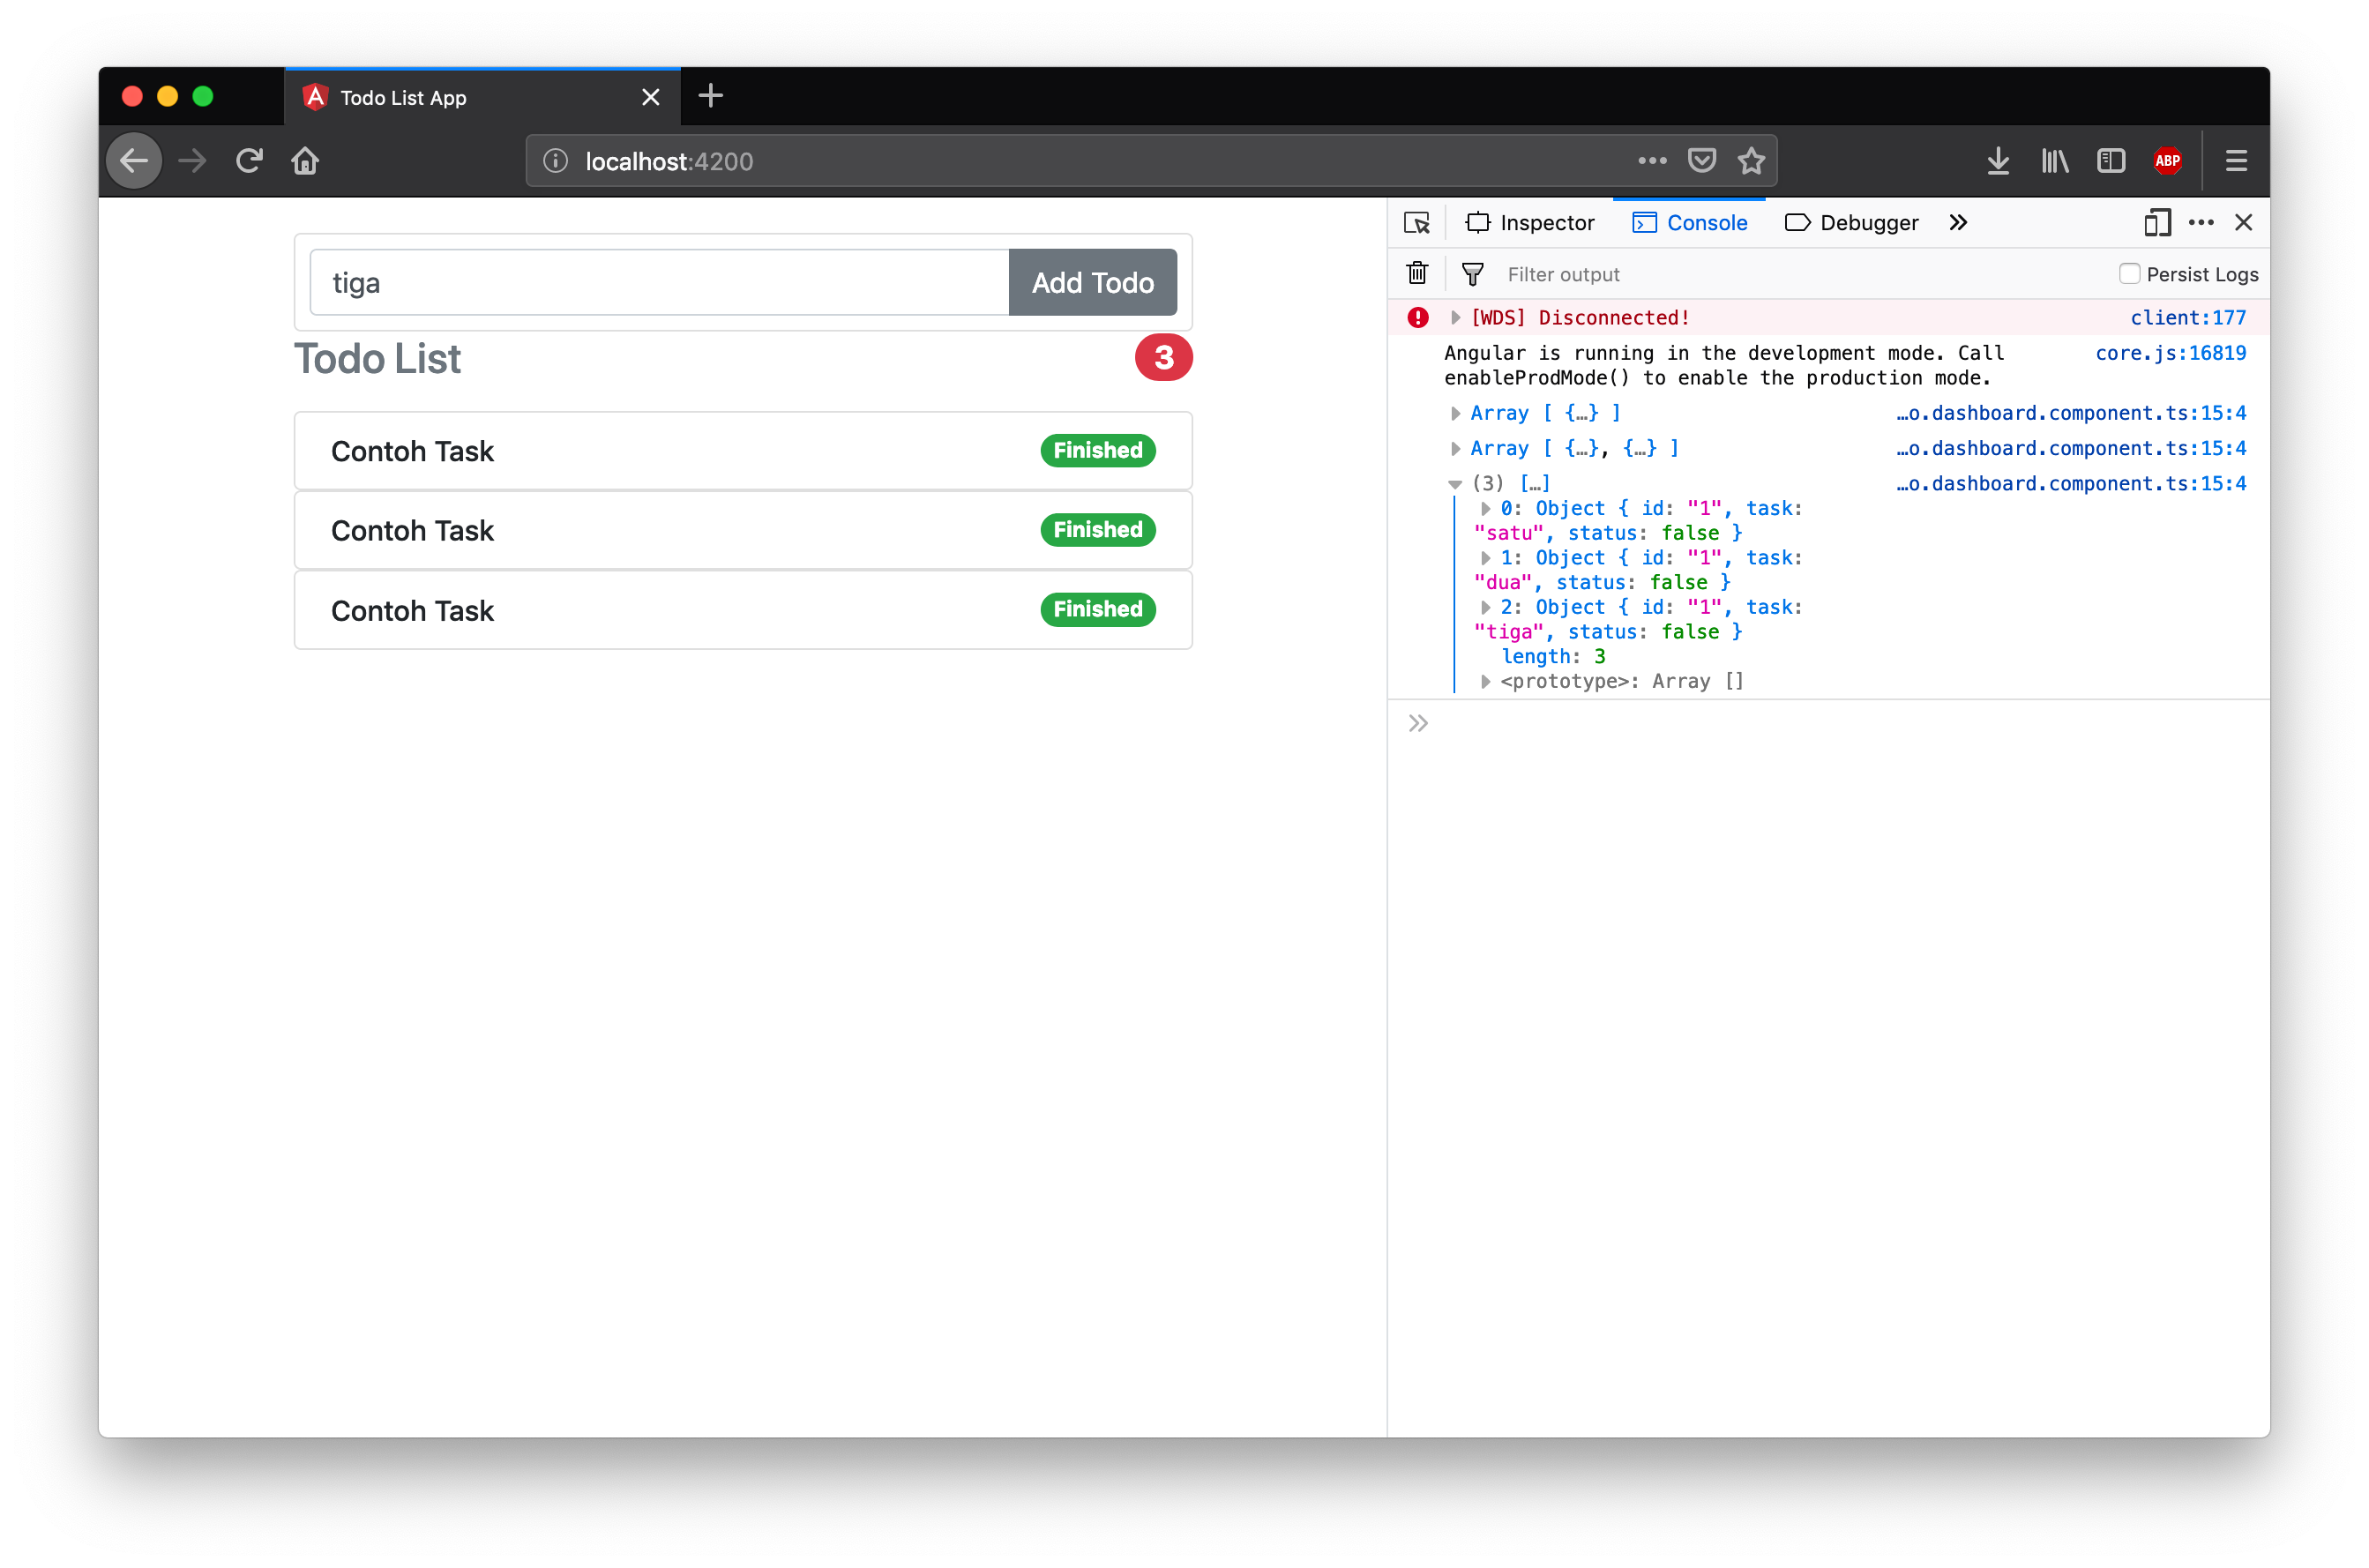 Todo List App
localhost:4200
ABP
tiga
Add Todo
Todo List
3
Contoh Task
Finished
Contoh Task
Finished
Contoh Task
Finished
Inspector
Console
Debugger
Filter output
Persist Logs
[WDS] Disconnected! client:177
Angular is running in the development mode. Call core.js:16819
enableProdMode() to enable the production mode.
Array [ {…} ] …o.dashboard.component.ts:15:4
Array [ {…}, {…} ] …o.dashboard.component.ts:15:4
(3) […] …o.dashboard.component.ts:15:4
0: Object { id: "1", task:
"satu", status: false }
1: Object { id: "1", task:
"dua", status: false }
2: Object { id: "1", task:
"tiga", status: false }
length: 3
<prototype>: Array []